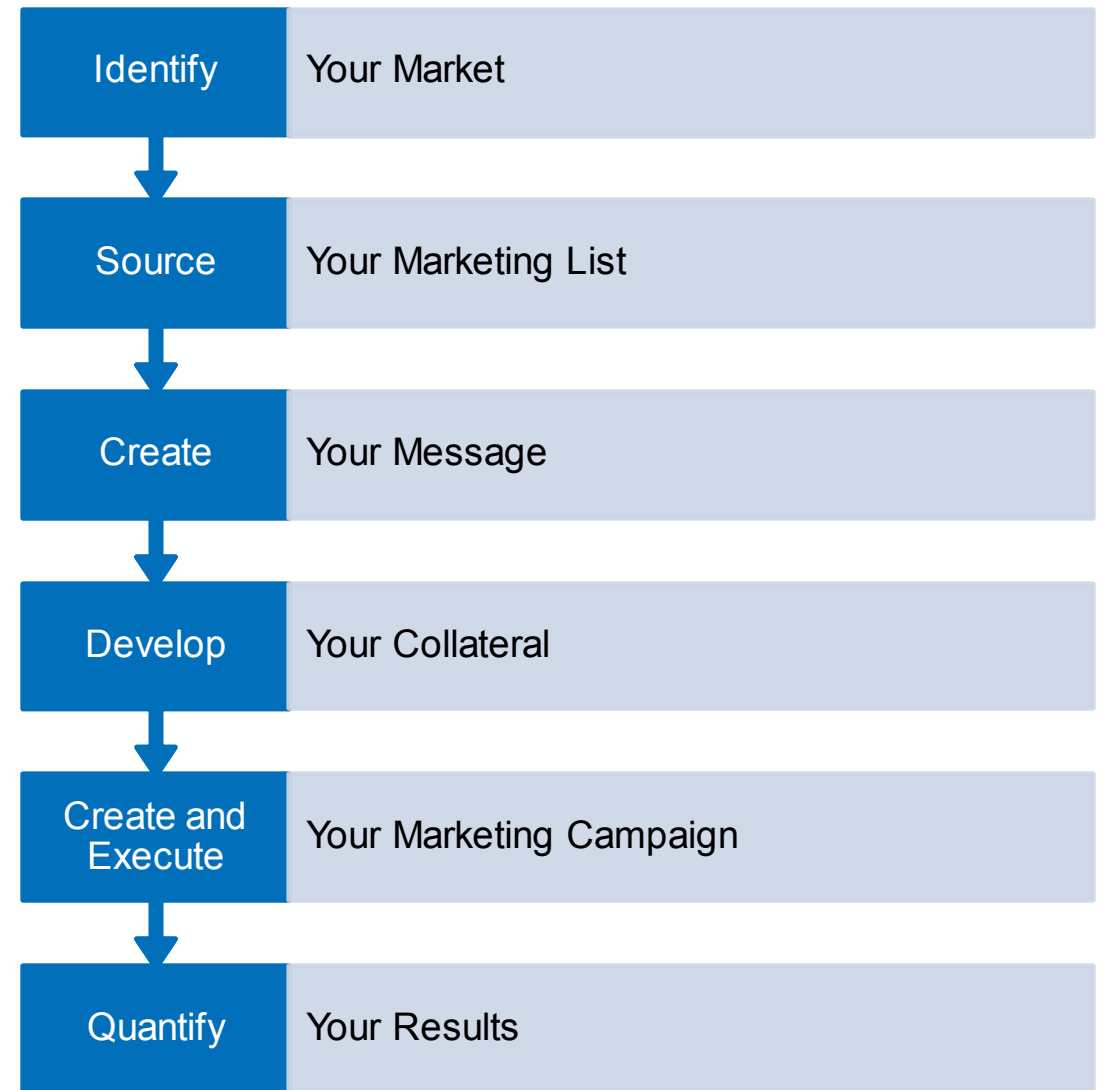 Identify
Your Market
Source
Your Marketing List
Create
Your Message
Develop
Your Collateral
Create and
Execute
Your Marketing Campaign
Quantify
Your Results